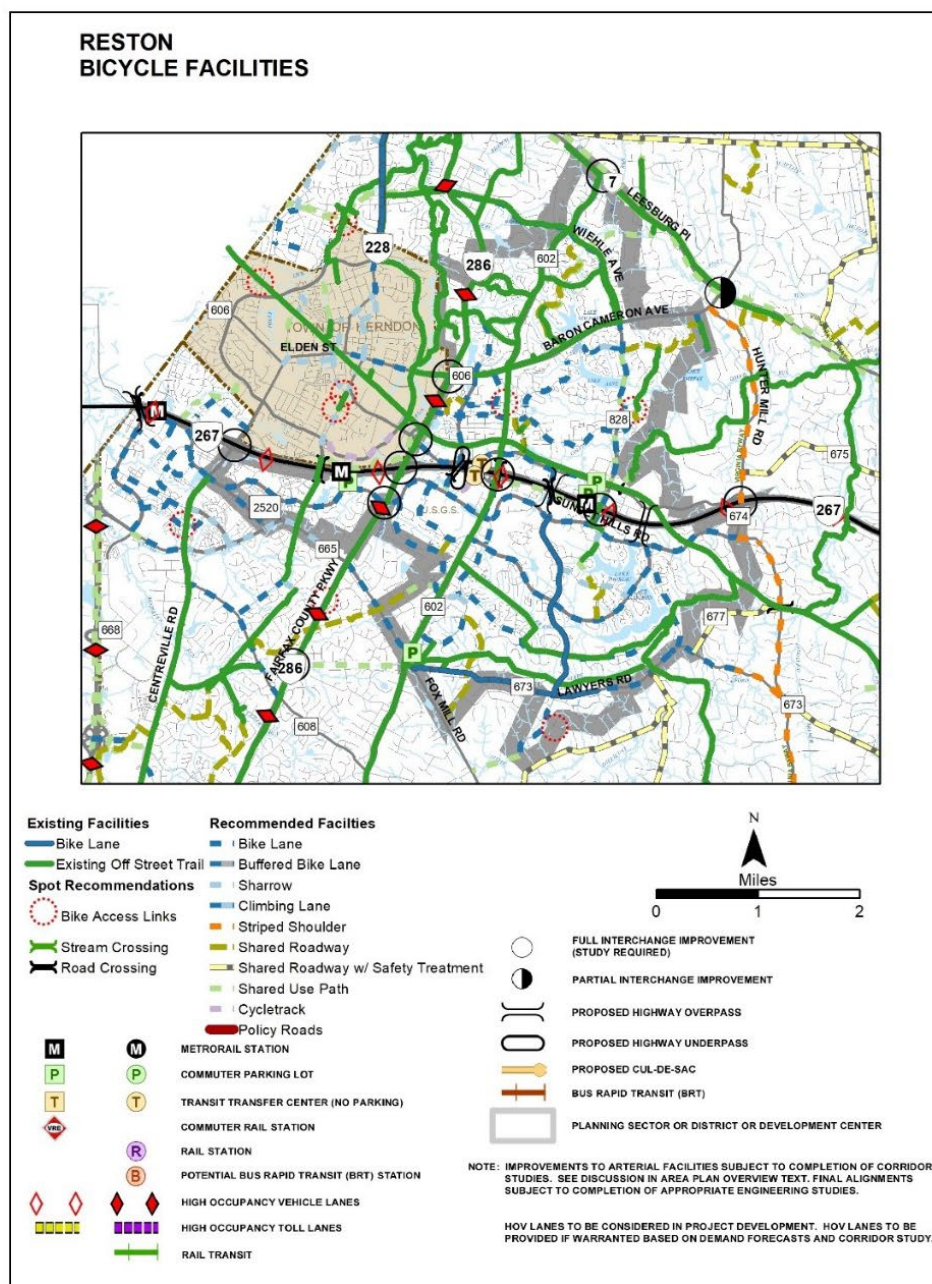 RESTON
BICYCLE FACILITIES
7
LEESBURG PI
228
WIEHLE AVE
602
286
606
BARON CAMERON AVE
OWN OF HERNDON
ELDEN ST
606
HUNTER MILL RD
828
675
M
267
M
P
T
T
P
SUNSET HILLS RD
674
267
2520
U.S.G.S.
665
FAIRFAX COUNTY PKWY
602
677
668
CENTREVILLE RD
P
286
673
LAWYERS RD
FOX MILL RD
608
673
Existing Facilities
Bike Lane
Existing Off Street Trail
Spot Recommendations
Bike Access Links
Stream Crossing
Road Crossing
Recommended Facilties
Bike Lane
Buffered Bike Lane
Sharrow
Climbing Lane
Striped Shoulder
Shared Roadway
Shared Roadway w/ Safety Treatment
Shared Use Path
Cycletrack
Policy Roads
N
Miles
0 1 2
FULL INTERCHANGE IMPROVEMENT
(STUDY REQUIRED)
PARTIAL INTERCHANGE IMPROVEMENT
PROPOSED HIGHWAY OVERPASS
PROPOSED HIGHWAY UNDERPASS
PROPOSED CUL-DE-SAC
BUS RAPID TRANSIT (BRT)
PLANNING SECTOR OR DISTRICT OR DEVELOPMENT CENTER
M M METRORAIL STATION
P P COMMUTER PARKING LOT
T T TRANSIT TRANSFER CENTER (NO PARKING)
VRE COMMUTER RAIL STATION
R RAIL STATION
B POTENTIAL BUS RAPID TRANSIT (BRT) STATION
HIGH OCCUPANCY VEHICLE LANES
HIGH OCCUPANCY TOLL LANES
RAIL TRANSIT
NOTE: IMPROVEMENTS TO ARTERIAL FACILITIES SUBJECT TO COMPLETION OF CORRIDOR
STUDIES. SEE DISCUSSION IN AREA PLAN OVERVIEW TEXT. FINAL ALIGNMENTS
SUBJECT TO COMPLETION OF APPROPRIATE ENGINEERING STUDIES.
HOV LANES TO BE CONSIDERED IN PROJECT DEVELOPMENT. HOV LANES TO BE
PROVIDED IF WARRANTED BASED ON DEMAND FORECASTS AND CORRIDOR STUDY.